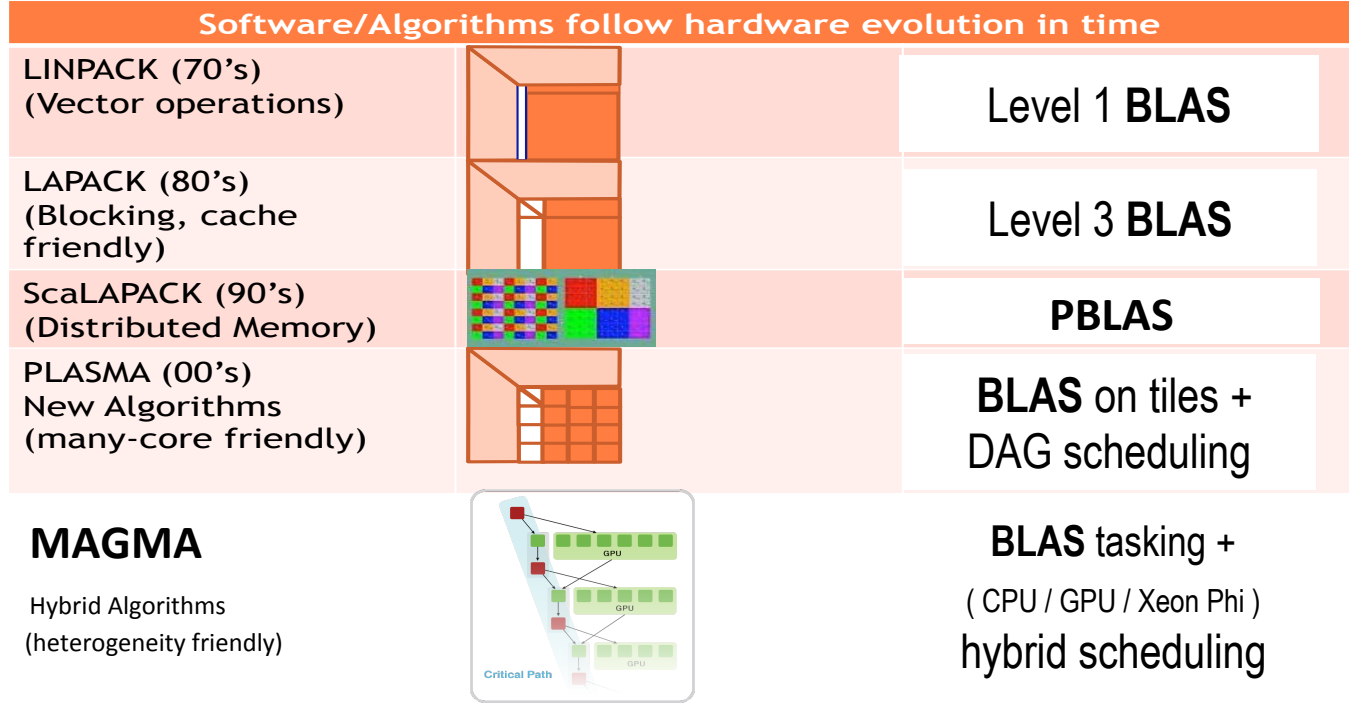 Software/Algorithms follow hardware evolution in time
LINPACK (70’s)
(Vector operations)
Level 1 BLAS
LAPACK (80’s)
(Blocking, cache
friendly)
Level 3 BLAS
ScaLAPACK (90’s)
(Distributed Memory)
PBLAS
PLASMA (00’s)
New Algorithms
(many-core friendly)
BLAS on tiles +
DAG scheduling
MAGMA
Hybrid Algorithms
(heterogeneity friendly)
GPU
GPU
GPU
Critical Path
BLAS tasking +
( CPU / GPU / Xeon Phi )
hybrid scheduling